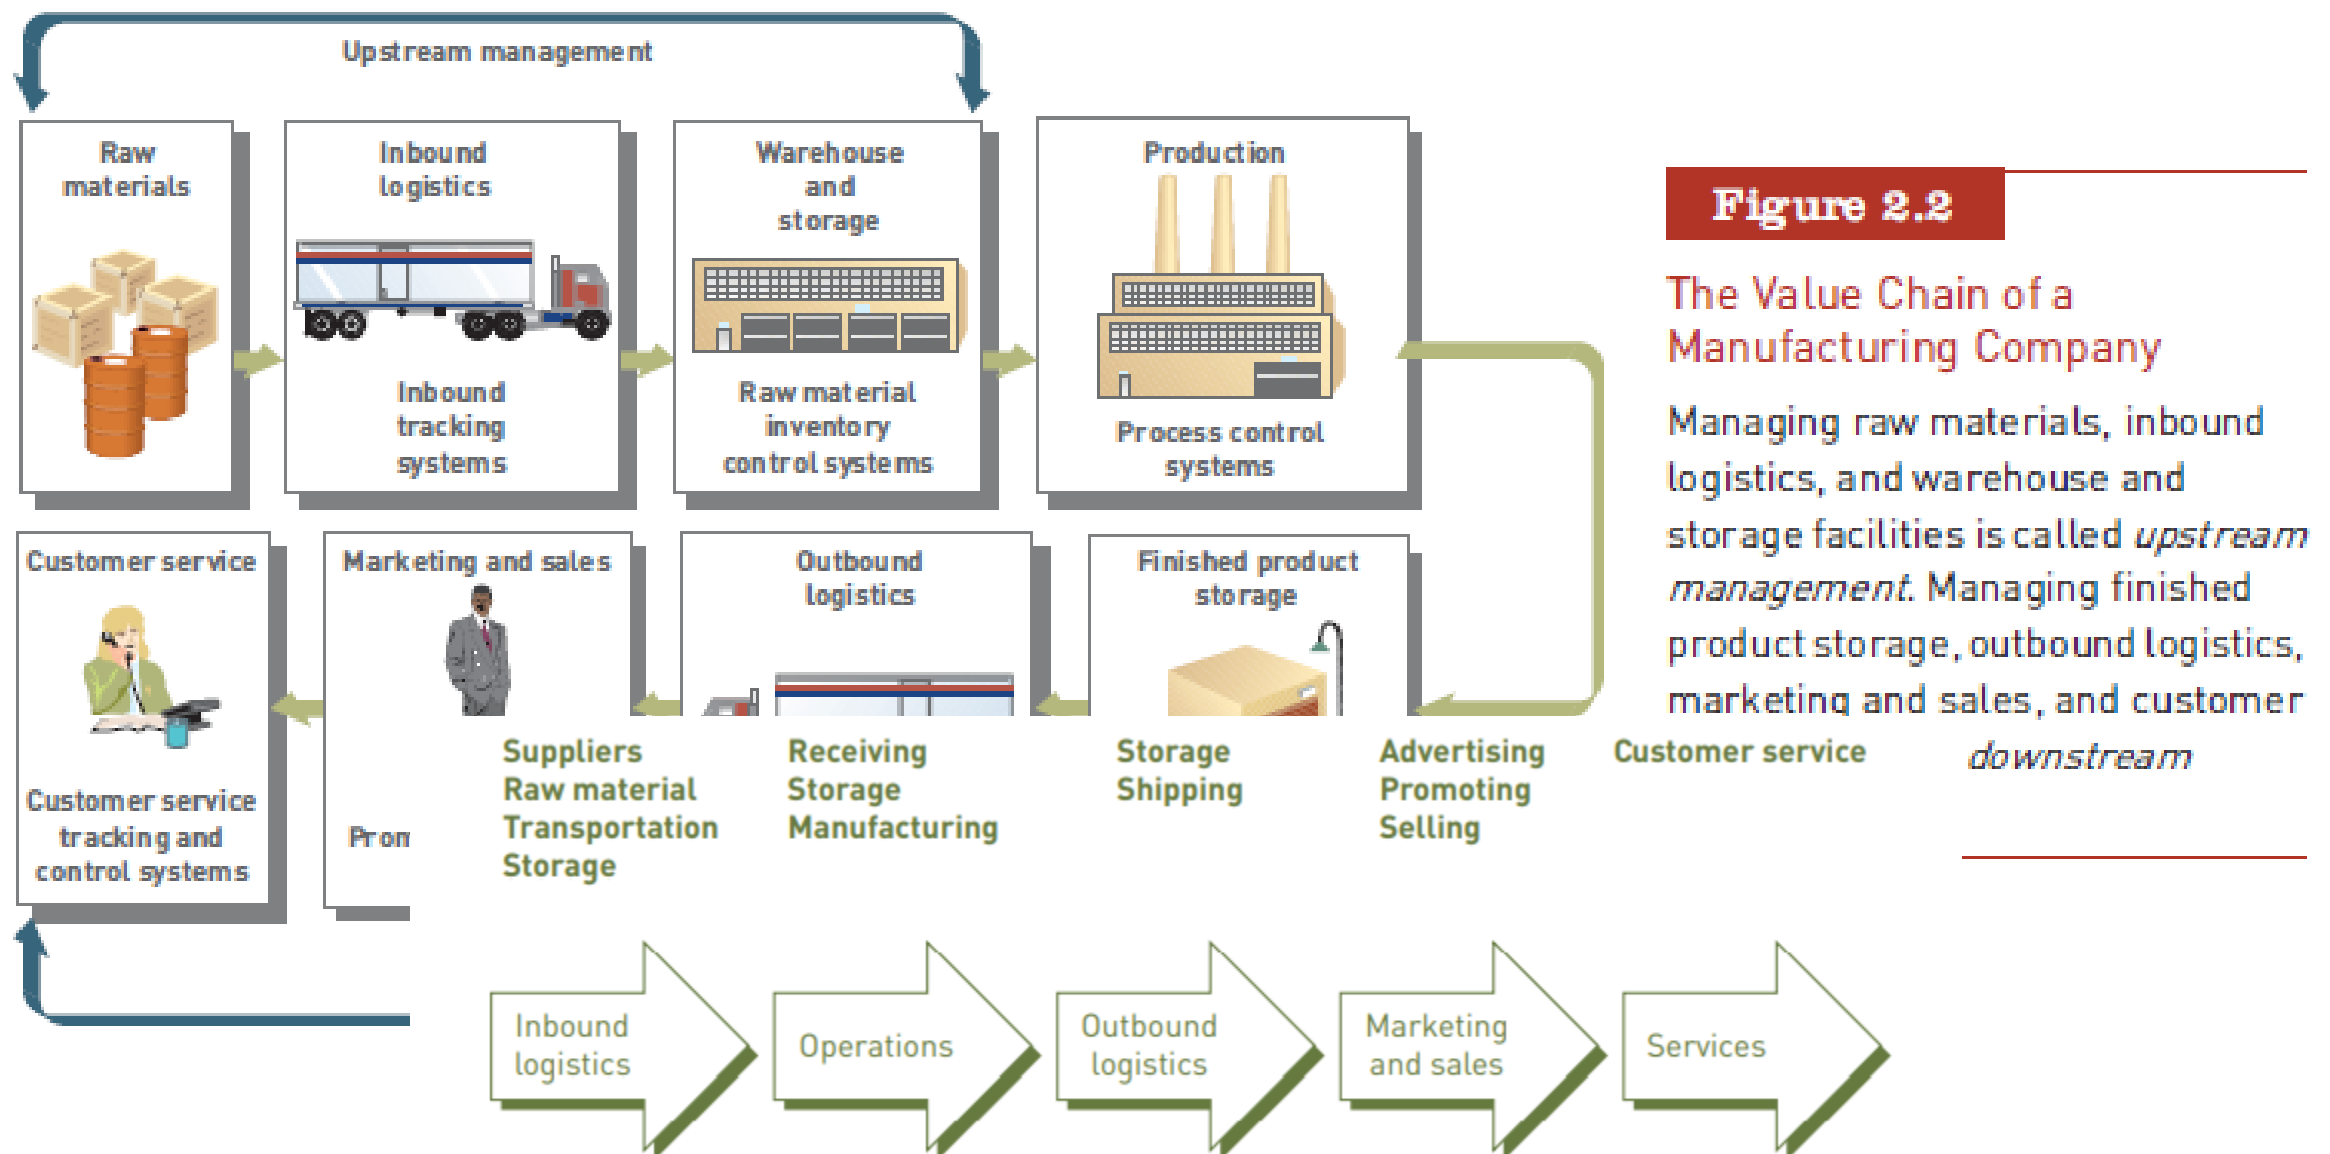 Upstream management
Raw
materials
Inbound
logistics
Inbound
tracking
systems
Warehouse
and
storage
Raw material
inventory
control systems
Production
Process control
systems
Customer service
Customer service
tracking and
control systems
Marketing and sales
Prom
Outbound
logistics
Finished product
storage
Figure 2.2
The Value Chain of a
Manufacturing Company
Managing raw materials, inbound
logistics, and warehouse and
storage facilities is called upstream
management. Managing finished
product storage, outbound logistics,
marketing and sales, and customer
downstream
Suppliers
Raw material
Transportation
Storage
Receiving
Storage
Manufacturing
Storage
Shipping
Advertising
Promoting
Selling
Customer service
Inbound
logistics
Operations
Outbound
logistics
Marketing
and sales
Services